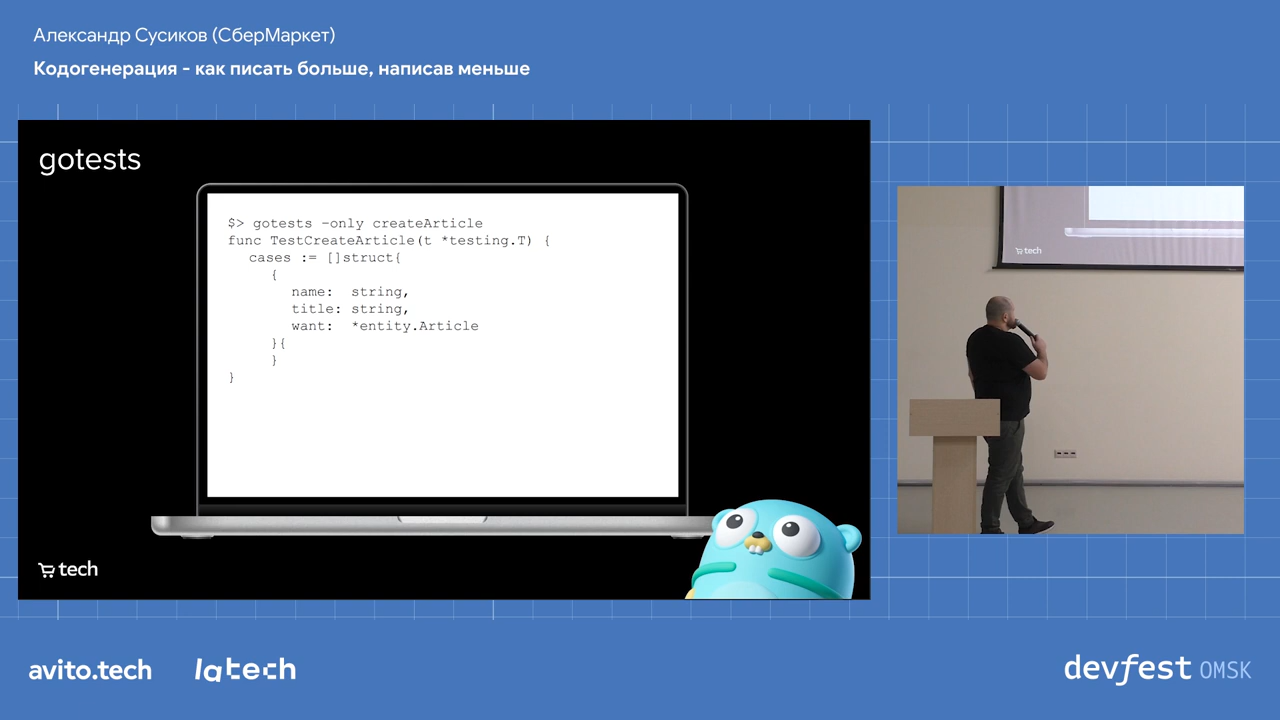 Александр Сусиков (СберМаркет)
Кодогенерация - как писать больше, написав меньше
gotests
$> gotests -only createArticle
func TestCreateArticle(t *testing.T) {
cases := []struct{
{
name: string,
title: string,
want: *entity.Article
}{
}
}
tech
tech
avito.tech
latech
devfest OMSK